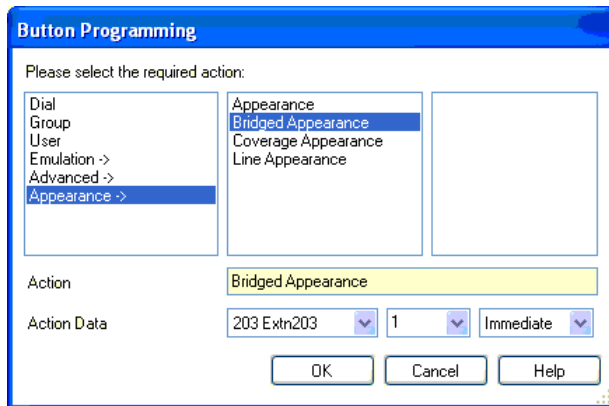 Button Programming
Please select the required action:
Dial
Group
User
Emulation ->
Advanced ->
Appearance ->
Appearance
Bridged Appearance
Coverage Appearance
Line Appearance
Action
Bridged Appearance
Action Data
203 Extn203
1
Immediate
OK
Cancel
Help